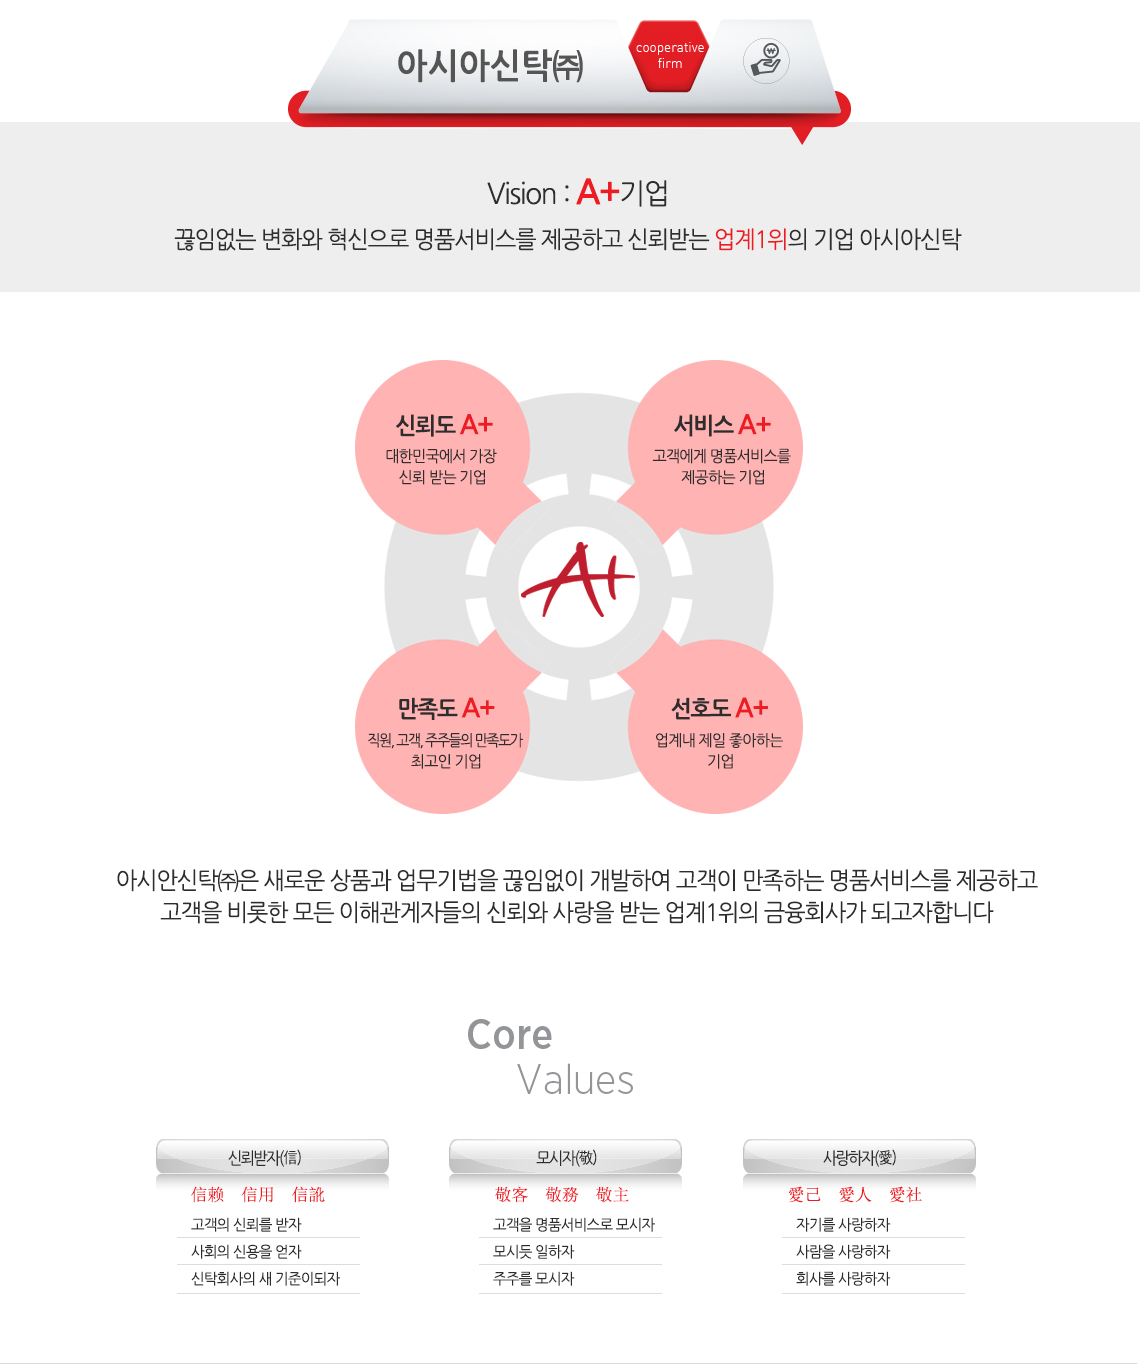 아시아신탁㈜
cooperative
firm
Vision : A+기업
끊임없는 변화와 혁신으로 명품서비스를 제공하고 신뢰받는 업계1위의 기업 아시아신탁
신뢰도 A+
대한민국에서 가장
신뢰 받는 기업
서비스 A+
고객에게 명품서비스를
제공하는 기업
A+
만족도 A+
직원, 고객, 주주들의 만족도가
최고인 기업
선호도 A+
업계내 제일 좋아하는
기업
아시안신탁㈜은 새로운 상품과 업무기법을 끊임없이 개발하여 고객이 만족하는 명품서비스를 제공하고
고객을 비롯한 모든 이해관게자들의 신뢰와 사랑을 받는 업계1위의 금융회사가 되고자합니다
Core
Values
신뢰받자(信)
信賴 信用 信託
고객의 신뢰를 받자
사회의 신용을 얻자
신탁회사의 새 기준이되자
모시자(敬)
敬客 敬務 敬主
고객을 명품서비스로 모시자
모시듯 일하자
주주를 모시자
사랑하자(愛)
愛己 愛人 愛社
자기를 사랑하자
사람을 사랑하자
회사를 사랑하자